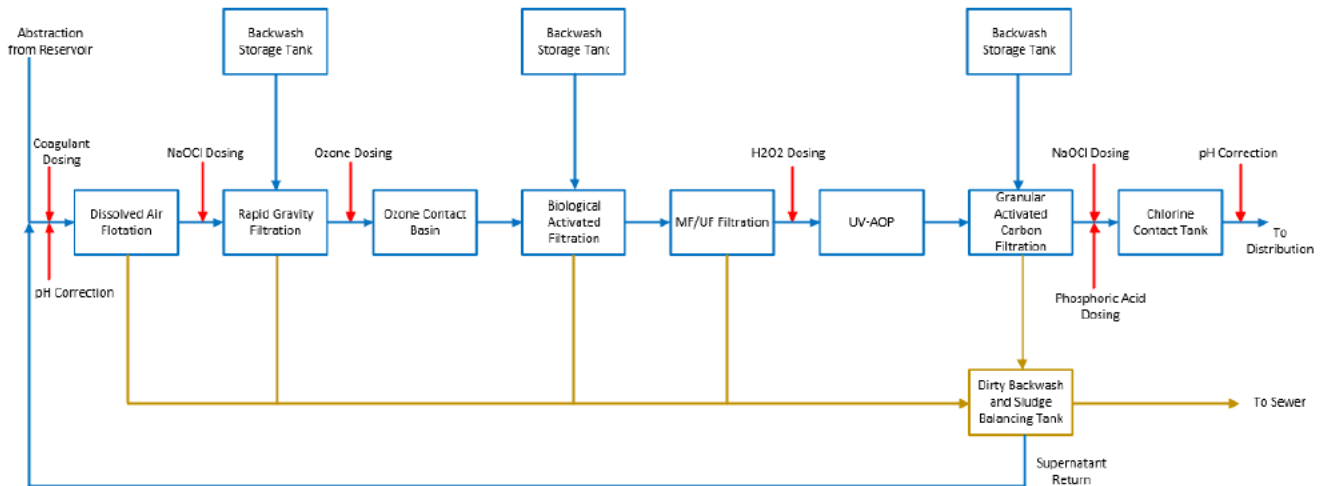 Abstraction
from Reservoir
Backwash
Storage Tank
Backwash
Storage Tank
Backwash
Storage Tank
Coagulant
Dosing
NaOCl Dosing
Ozone Dosing
H2O2 Dosing
NaOCl Dosing
pH Correction
Dissolved Air
Flotation
Rapid Gravity
Filtration
Ozone Contact
Basin
Biological
Activated
Filtration
MF/UF Filtration
UV-AOP
Granular
Activated
Carbon
Filtration
Chlorine
Contact Tank
To
Distribution
pH Correction
Phosphoric Acid
Dosing
Dirty Backwash
and Sludge
Balancing Tank
To Sewer
Supernatant
Return